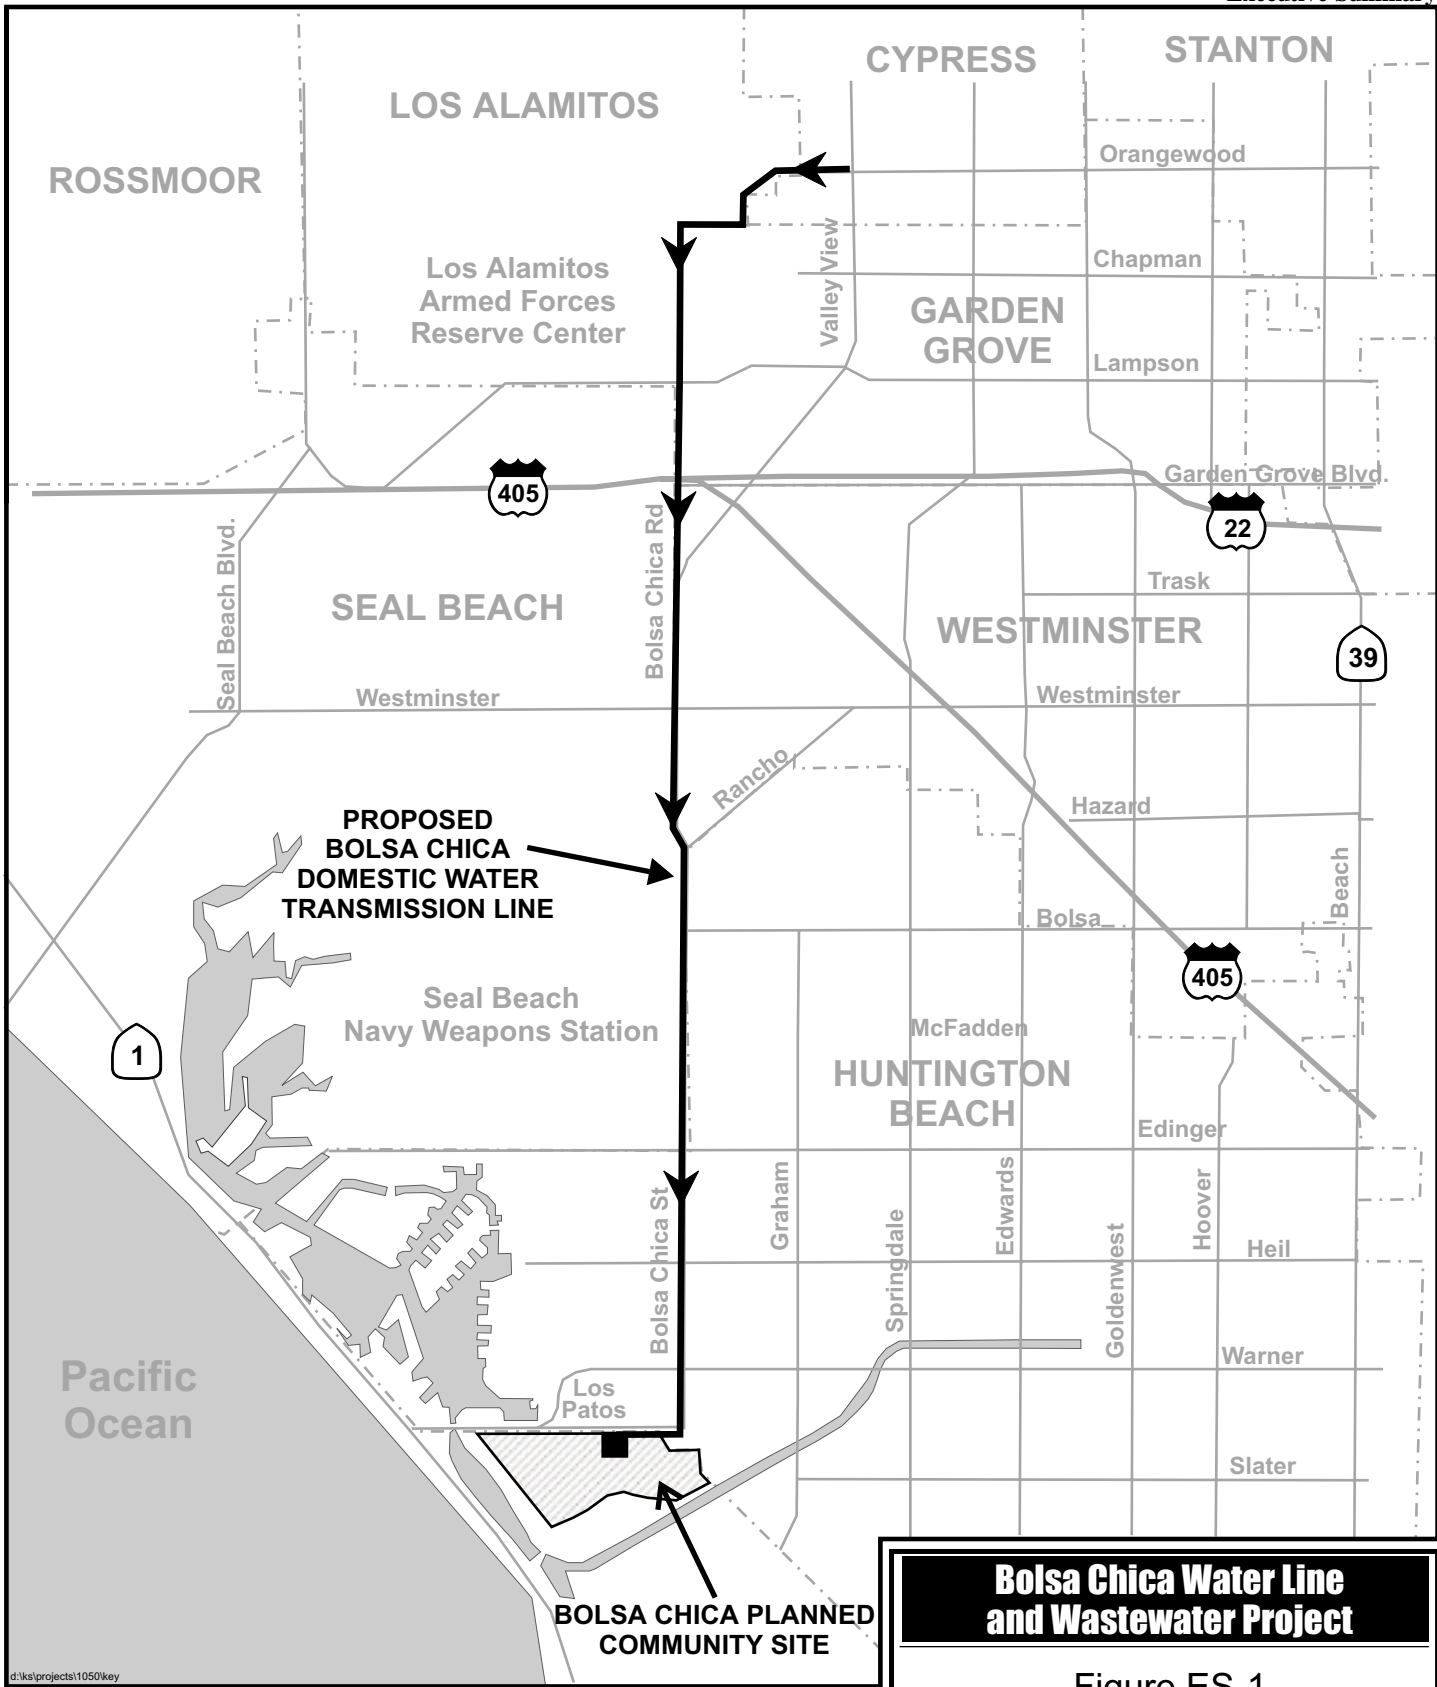 Executive Summary
CYPRESS
STANTON
LOS ALAMITOS
ROSSMOOR
Orangewood
Valley View
Chapman
Los Alamitos
Armed Forces
Reserve Center
GARDEN
GROVE
Lampson
Garden Grove Blvd.
405
22
Seal Beach Blvd.
Bolsa Chica Rd
Trask
SEAL BEACH
WESTMINSTER
39
Westminster
Westminster
Rancho
Hazard
PROPOSED
BOLSA CHICA
DOMESTIC WATER
TRANSMISSION LINE
Beach
Bolsa
405
Seal Beach
Navy Weapons Station
McFadden
1
HUNTINGTON
BEACH
Edinger
Bolsa Chica St
Graham
Springdale
Edwards
Goldenwest
Hoover
Heil
Warner
Pacific
Ocean
Los
Patos
Slater
BOLSA CHICA PLANNED
COMMUNITY SITE
Bolsa Chica Water Line
and Wastewater Project
Figure ES-1
d:\ks\projects\1050\key